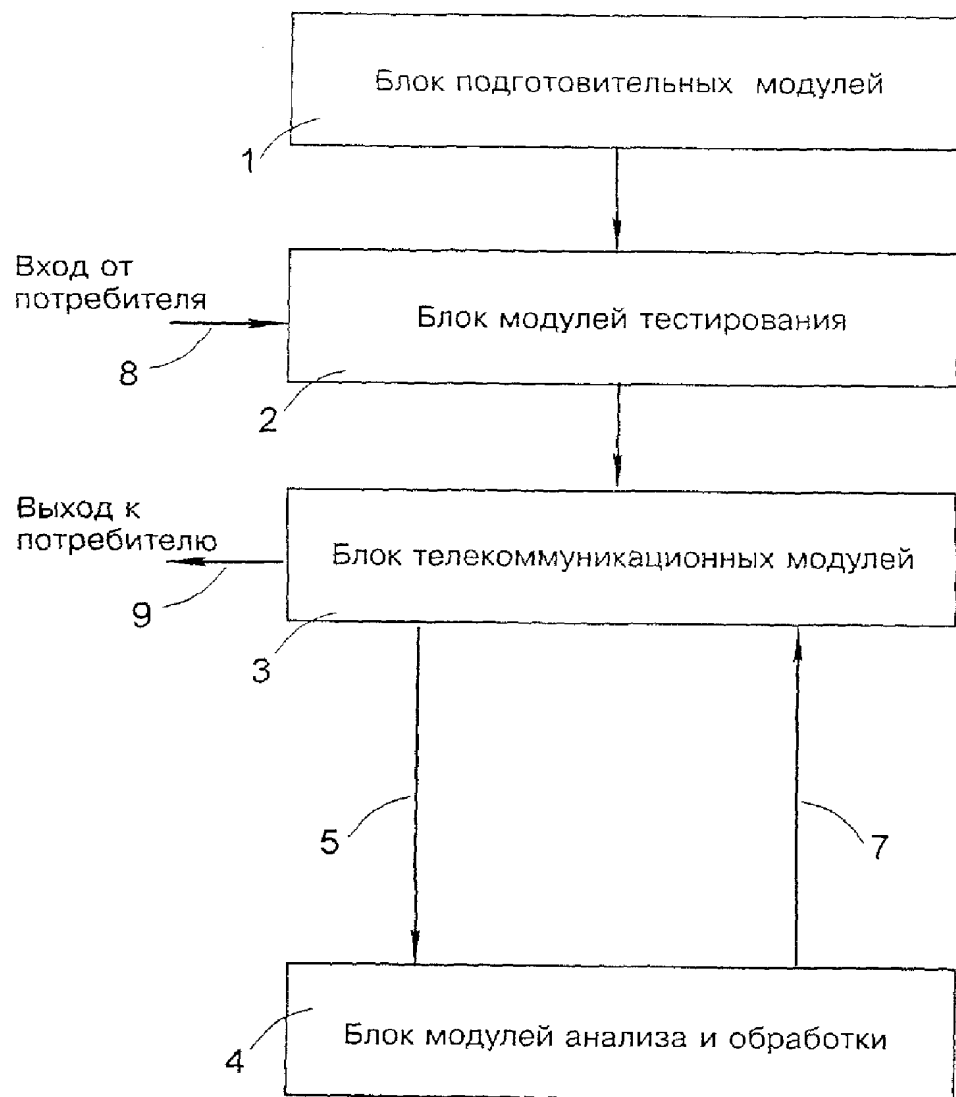 Блок подготовительных модулей
1
Вход от
потребителя
8
Блок модулей тестирования
2
Выход к
потребителю
9
Блок телекоммуникационных модулей
3
5
7
4
Блок модулей анализа и обработки